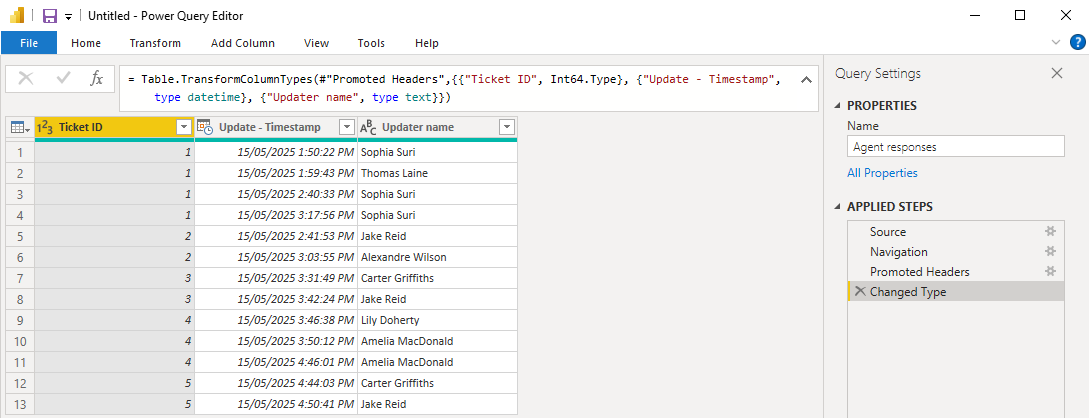 Untitled - Power Query Editor
File Home Transform Add Column View Tools Help
= Table.TransformColumnTypes(#"Promoted Headers",{{"Ticket ID", Int64.Type}, {"Update - Timestamp",
type datetime}, {"Updater name", type text}})
Ticket ID Update - Timestamp Updater name
1 1 15/05/2025 1:50:22 PM Sophia Suri
2 1 15/05/2025 1:59:43 PM Thomas Laine
3 1 15/05/2025 2:40:33 PM Sophia Suri
4 1 15/05/2025 3:17:56 PM Sophia Suri
5 2 15/05/2025 2:41:53 PM Jake Reid
6 2 15/05/2025 3:03:55 PM Alexandre Wilson
7 3 15/05/2025 3:31:49 PM Carter Griffiths
8 3 15/05/2025 3:42:24 PM Jake Reid
9 4 15/05/2025 3:46:38 PM Lily Doherty
10 4 15/05/2025 3:50:12 PM Amelia MacDonald
11 4 15/05/2025 4:46:01 PM Amelia MacDonald
12 5 15/05/2025 4:44:03 PM Carter Griffiths
13 5 15/05/2025 4:50:41 PM Jake Reid
Query Settings
PROPERTIES
Name
Agent responses
All Properties
APPLIED STEPS
Source
Navigation
Promoted Headers
Changed Type